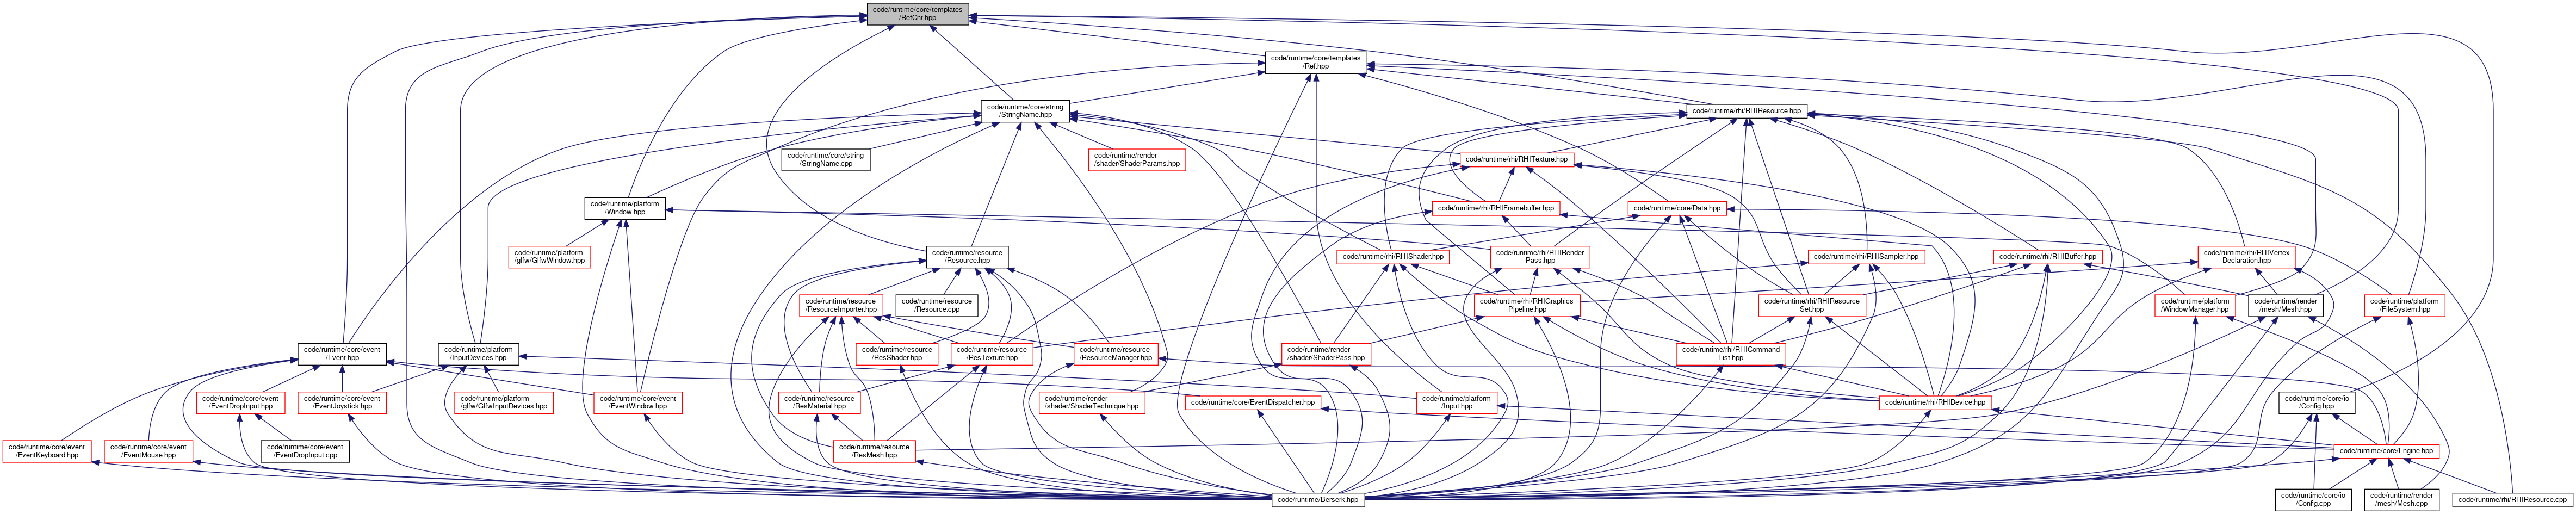 code/runtime/core/templates
/RefCnt.hpp
code/runtime/core/templates
/Ref.hpp
code/runtime/core/string
/StringName.hpp
code/runtime/rhi/RHIResource.hpp
code/runtime/core/string
/StringName.cpp
code/runtime/render
/shader/ShaderParams.hpp
code/runtime/rhi/RHITexture.hpp
code/runtime/platform
/Window.hpp
code/runtime/rhi/RHIFramebuffer.hpp
code/runtime/core/Data.hpp
code/runtime/platform
/glfw/GlfwWindow.hpp
code/runtime/resource
/Resource.hpp
code/runtime/rhi/RHIShader.hpp
code/runtime/rhi/RHIRender
Pass.hpp
code/runtime/rhi/RHISampler.hpp
code/runtime/rhi/RHIBuffer.hpp
code/runtime/rhi/RHIVertex
Declaration.hpp
code/runtime/resource
/ResourceImporter.hpp
code/runtime/resource
/Resource.cpp
code/runtime/rhi/RHIGraphics
Pipeline.hpp
code/runtime/rhi/RHIResource
Set.hpp
code/runtime/platform
/WindowManager.hpp
code/runtime/render
/mesh/Mesh.hpp
code/runtime/platform
/FileSystem.hpp
code/runtime/core/event
/Event.hpp
code/runtime/platform
/InputDevices.hpp
code/runtime/resource
/ResShader.hpp
code/runtime/resource
/ResTexture.hpp
code/runtime/resource
/ResourceManager.hpp
code/runtime/render
/shader/ShaderPass.hpp
code/runtime/rhi/RHICommand
List.hpp
code/runtime/core/event
/EventDropInput.hpp
code/runtime/core/event
/EventJoystick.hpp
code/runtime/platform
/glfw/GlfwInputDevices.hpp
code/runtime/core/event
/EventWindow.hpp
code/runtime/resource
/ResMaterial.hpp
code/runtime/render
/shader/ShaderTechnique.hpp
code/runtime/core/EventDispatcher.hpp
code/runtime/platform
/Input.hpp
code/runtime/rhi/RHIDevice.hpp
code/runtime/core/io
/Config.hpp
code/runtime/core/event
/EventKeyboard.hpp
code/runtime/core/event
/EventMouse.hpp
code/runtime/core/event
/EventDropInput.cpp
code/runtime/resource
/ResMesh.hpp
code/runtime/core/Engine.hpp
code/runtime/Berserk.hpp
code/runtime/core/io
/Config.cpp
code/runtime/render
/mesh/Mesh.cpp
code/runtime/rhi/RHIResource.cpp